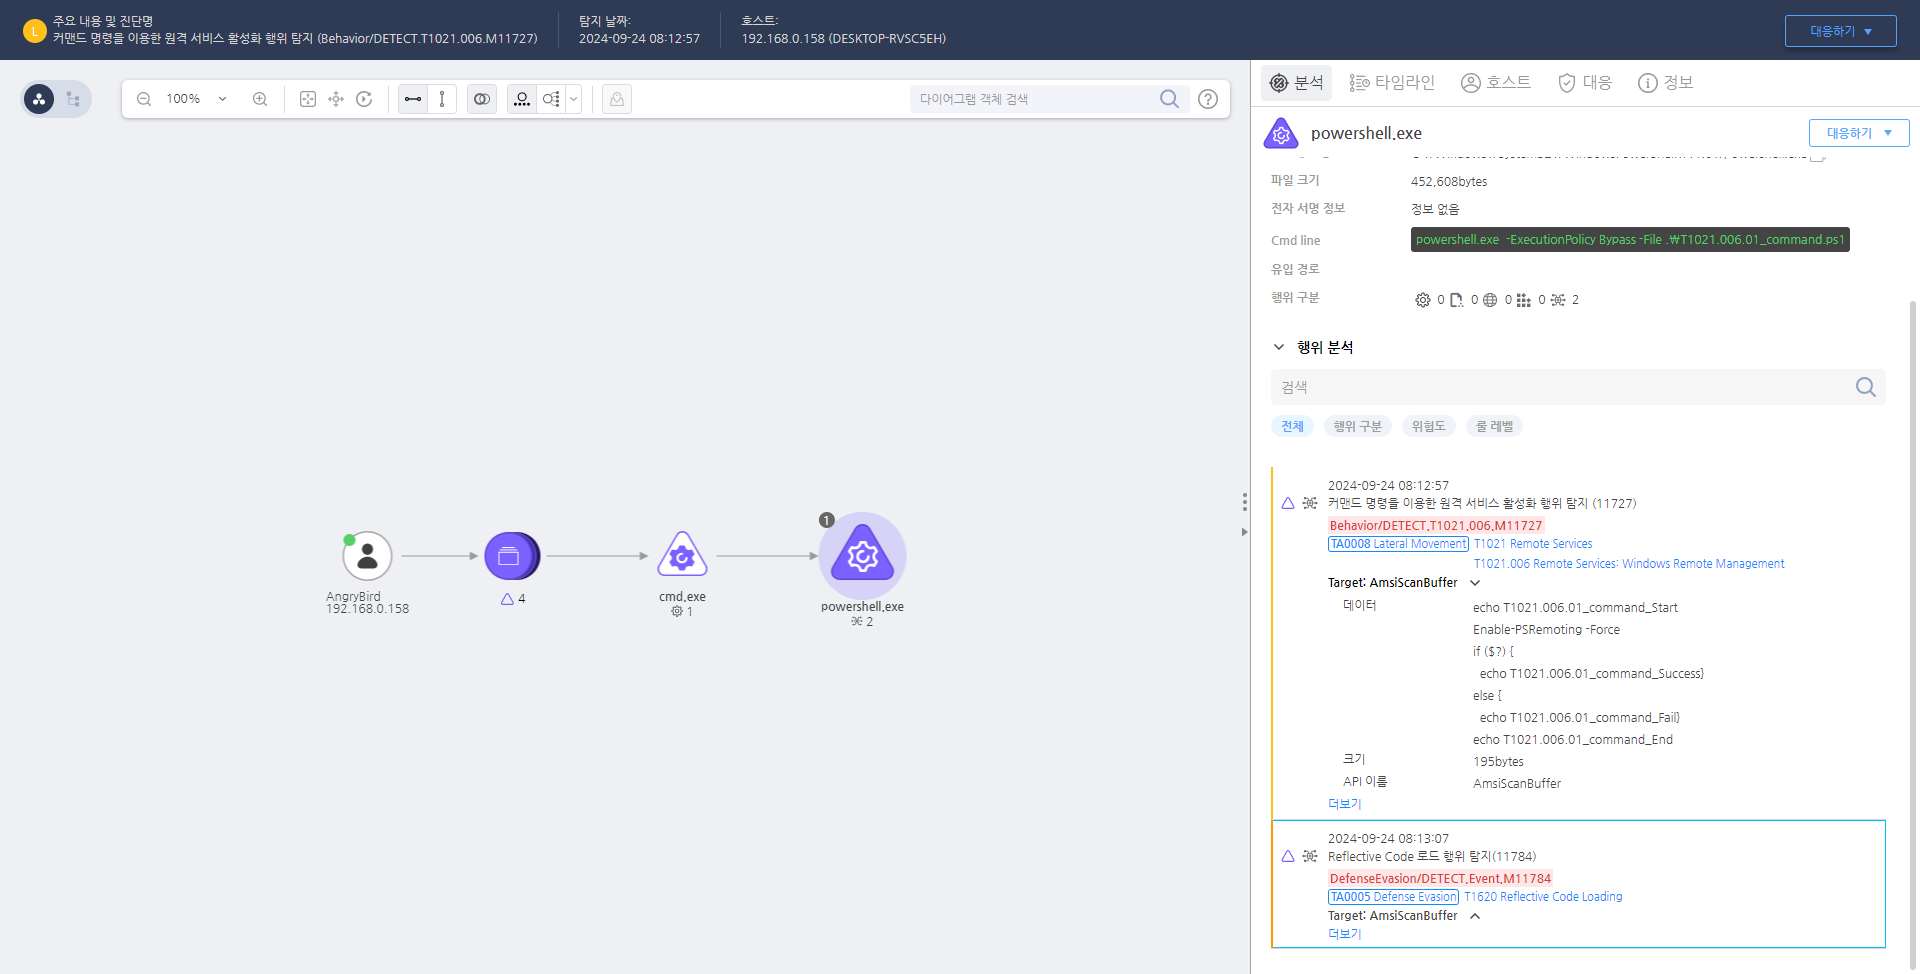 L
주요 내용 및 진단명
커맨드 명령을 이용한 원격 서비스 활성화 행위 탐지 (Behavior/DETECT.T1021.006.M11727)
탐지 날짜:
2024-09-24 08:12:57
호스트:
192.168.0.158 (DESKTOP-RVSC5EH)
대응하기
100%
다이어그램 객체 검색
?
AngryBird
192.168.0.158
4
cmd.exe
1
1
powershell.exe
2
분석
타임라인
호스트
대응
정보
powershell.exe
대응하기
파일 크기
452,608bytes
전자 서명 정보
정보 없음
Cmd line
powershell.exe  -ExecutionPolicy Bypass -File .₩T1021.006.01_command.ps1
유입 경로
행위 구분
0 0 0 0 2
행위 분석
검색
전체 행위 구분 위험도 룰 레벨
2024-09-24 08:12:57
커맨드 명령을 이용한 원격 서비스 활성화 행위 탐지 (11727)
Behavior/DETECT.T1021.006.M11727
TA0008 Lateral Movement T1021 Remote Services
T1021.006 Remote Services: Windows Remote Management
Target: AmsiScanBuffer
데이터
echo T1021.006.01_command_Start
Enable-PSRemoting -Force
if ($?) {
echo T1021.006.01_command_Success}
else {
echo T1021.006.01_command_Fail}
echo T1021.006.01_command_End
크기
195bytes
API 이름
AmsiScanBuffer
더보기
2024-09-24 08:13:07
Reflective Code 로드 행위 탐지(11784)
DefenseEvasion/DETECT.Event.M11784
TA0005 Defense Evasion T1620 Reflective Code Loading
Target: AmsiScanBuffer
더보기